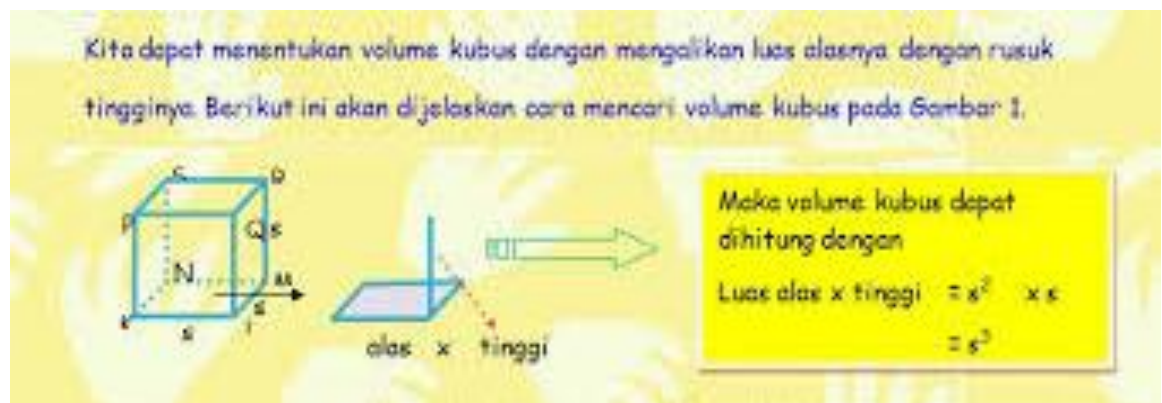 Kita dapat menentukan volume kubus dengan mengalikan luas alasnya dengan rusuk
tingginya. Berikut ini akan dijelaskan cara mencari volume kubus pada Gambar 1.
P
Q
s
N
M
s
s
alas x tinggi
Maka volume kubus dapat
dihitung dengan
Luas alas x tinggi = s² x s
= s³